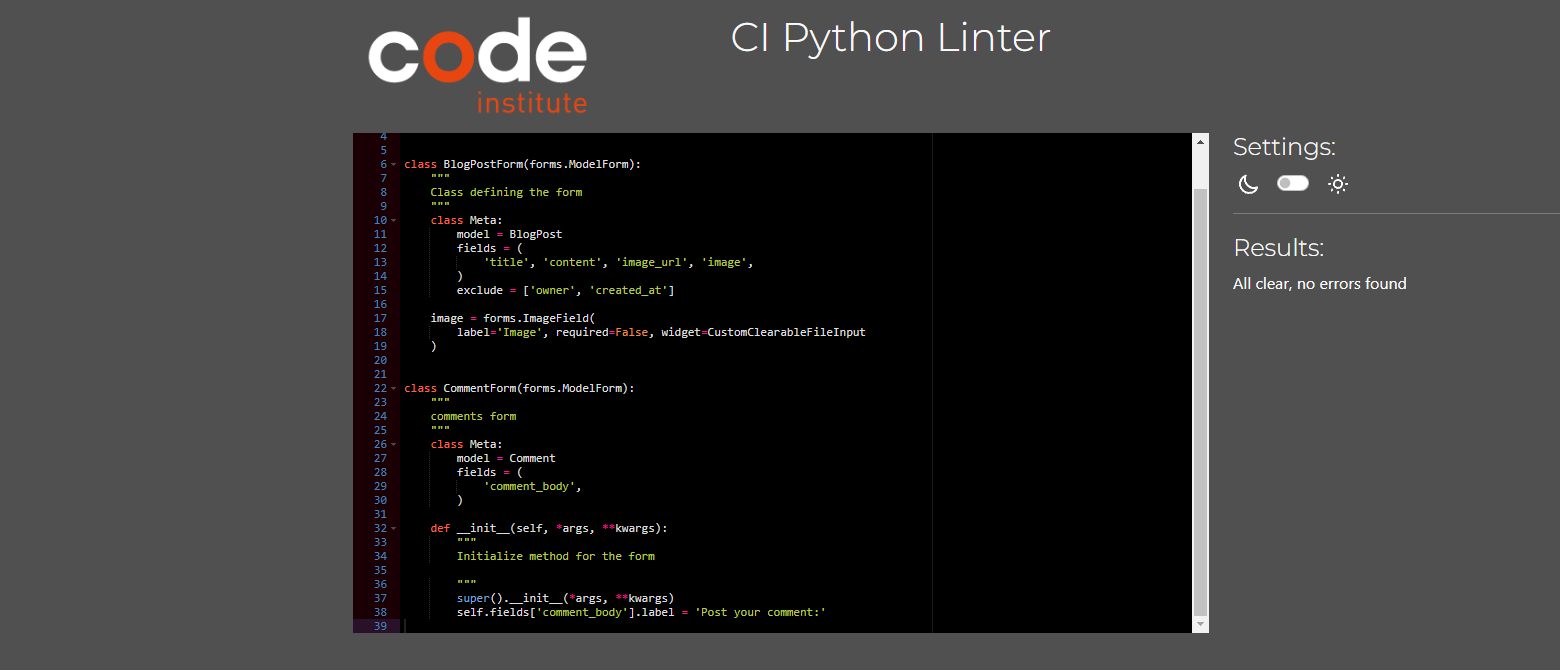 code
institute
CI Python Linter
4
5
6 class BlogPostForm(forms.ModelForm):
7     """
8     Class defining the form
9     """
10     class Meta:
11         model = BlogPost
12         fields = (
13             'title', 'content', 'image_url', 'image',
14         )
15         exclude = ['owner', 'created_at']
16
17     image = forms.ImageField(
18         label='Image', required=False, widget=CustomClearableFileInput
19     )
20
21
22 class CommentForm(forms.ModelForm):
23     """
24     comments form
25     """
26     class Meta:
27         model = Comment
28         fields = (
29             'comment_body',
30         )
31
32     def __init__(self, *args, **kwargs):
33         """
34         Initialize method for the form
35
36         """
37         super().__init__(*args, **kwargs)
38         self.fields['comment_body'].label = 'Post your comment:'
39
Settings:
Results:
All clear, no errors found